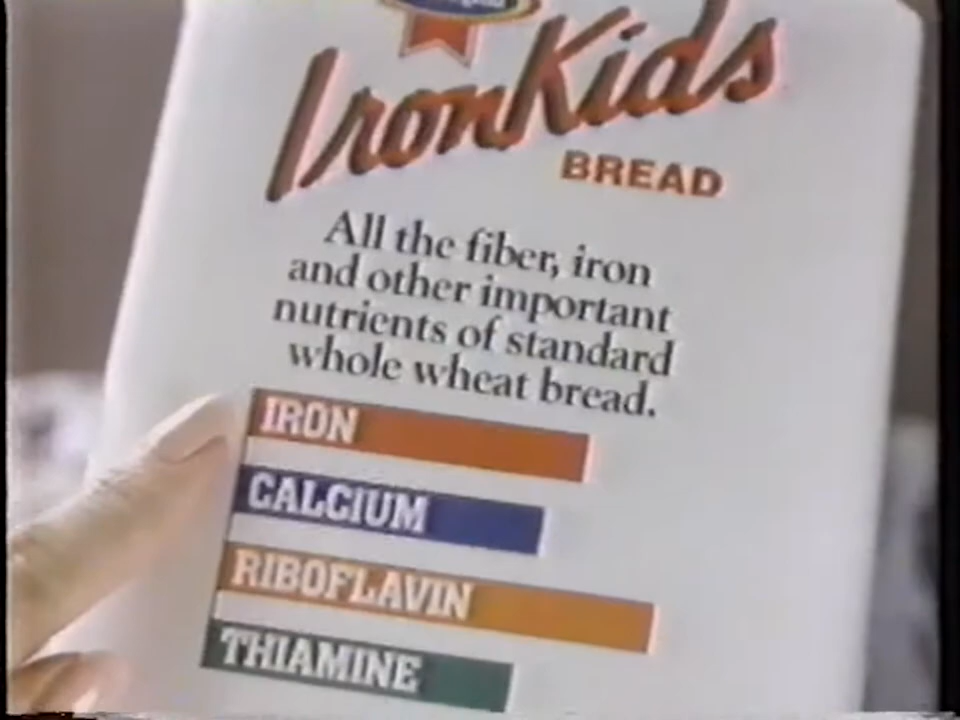 IronKids
BREAD
All the fiber, iron
and other important
nutrients of standard
whole wheat bread.
IRON
CALCIUM
RIBOFLAVIN
THIAMINE